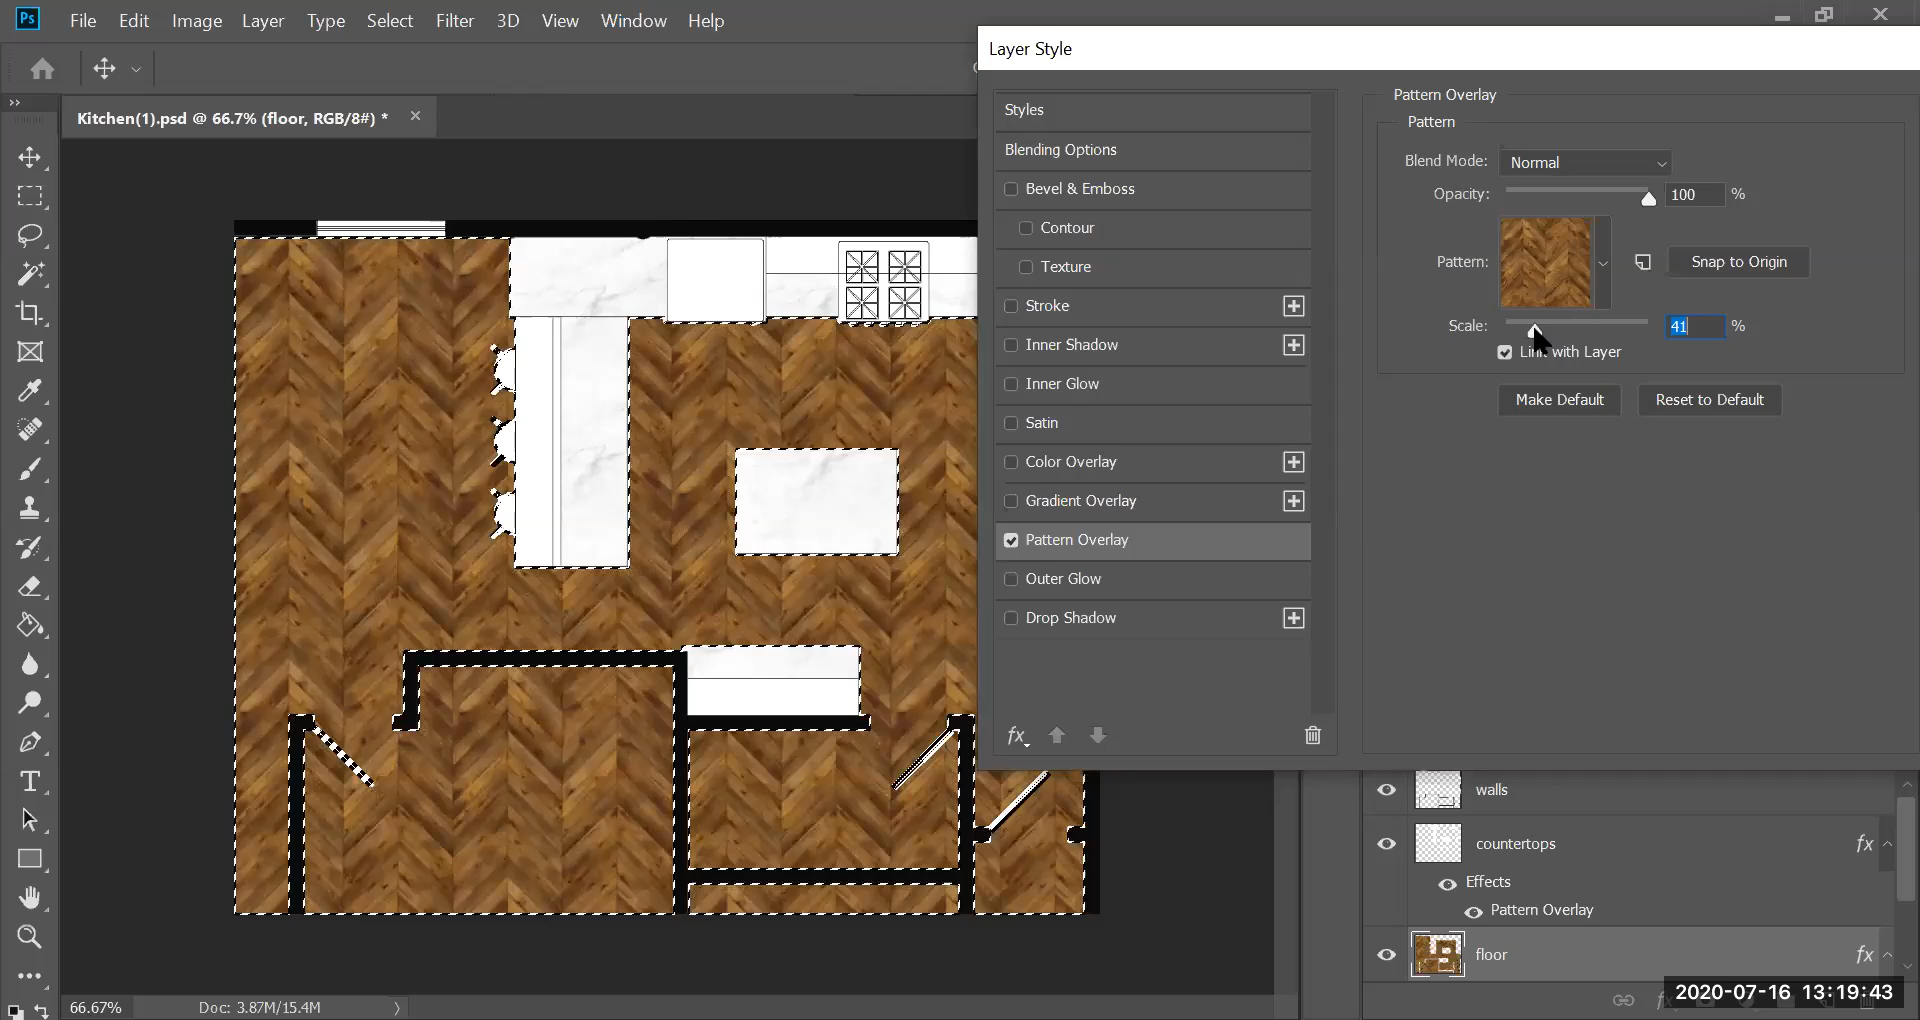 Ps File Edit Image Layer Type Select Filter 3D View Window Help
Layer Style
Kitchen(1).psd @ 66.7% (floor, RGB/8#) *
Styles
Blending Options
Bevel & Emboss
Contour
Texture
Stroke
Inner Shadow
Inner Glow
Satin
Color Overlay
Gradient Overlay
Pattern Overlay
Outer Glow
Drop Shadow
fx
Pattern Overlay
Pattern
Blend Mode: Normal
Opacity: 100 %
Pattern: Snap to Origin
Scale: 41 %
with Layer
Make Default Reset to Default
walls
countertops fx
Effects
Pattern Overlay
floor fx
66.67% Doc: 3.87M/15.4M
2020-07-16 13:19:43